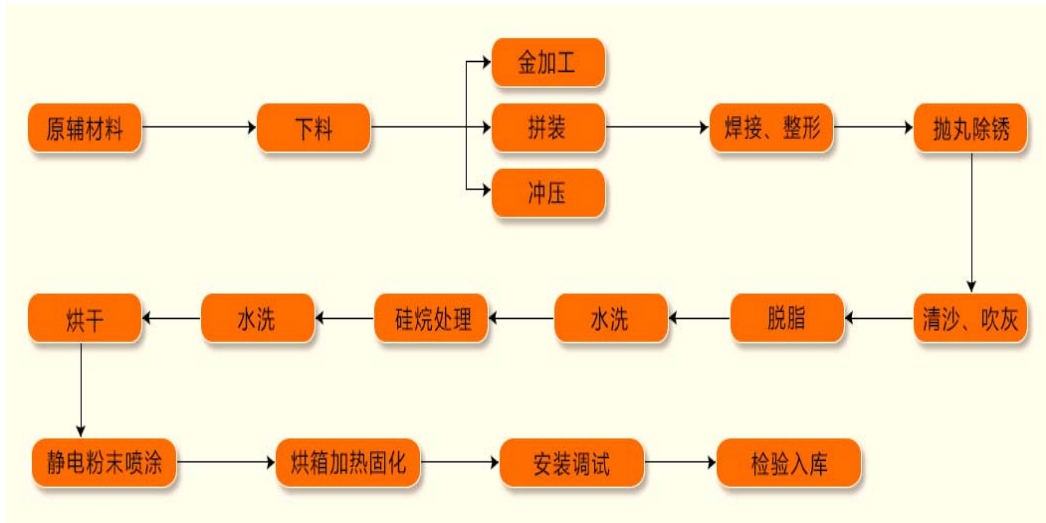 原辅材料
下料
金加工
拼装
冲压
焊接、整形
抛丸除锈
清沙、吹灰
脱脂
水洗
硅烷处理
水洗
烘干
静电粉末喷涂
烘箱加热固化
安装调试
检验入库